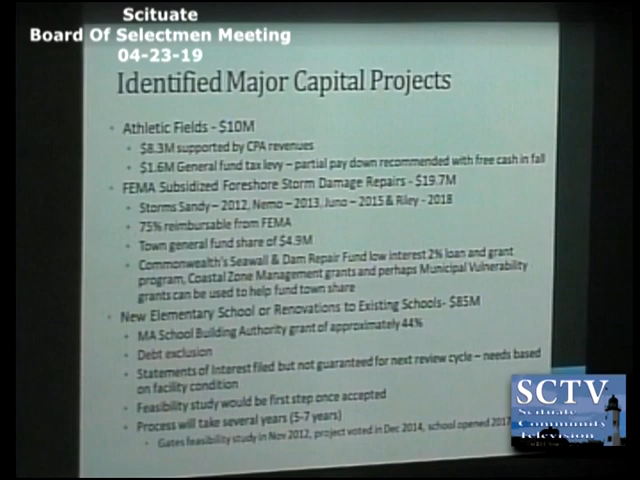 Scituate
Board Of Selectmen Meeting
04-23-19
Identified Major Capital Projects
• Athletic Fields - $10M
• $8.3M supported by CPA revenues
• $1.6M General fund tax levy – partial pay down recommended with free cash in fall
• FEMA Subsidized Foreshore Storm Damage Repairs - $19.7M
• Storms Sandy – 2012, Nemo – 2013, Juno – 2015 & Riley - 2018
• 75% reimbursable from FEMA
• Town general fund share of $4.9M
• Commonwealth's Seawall & Dam Repair Fund low interest 2% loan and grant
program, Coastal Zone Management grants and perhaps Municipal Vulnerability
grants can be used to help fund town share
• New Elementary School or Renovations to Existing Schools- $85M
• MA School Building Authority grant of approximately 44%
• Debt exclusion
• Statements of Interest filed but not guaranteed for next review cycle – needs based
on facility condition
• Feasibility study would be first step once accepted
• Process will take several years (5-7 years)
• Gates feasibility study in Nov 2012, project voted in Dec 2014, school opened 2017
SCTV
Scituate
Community
Television